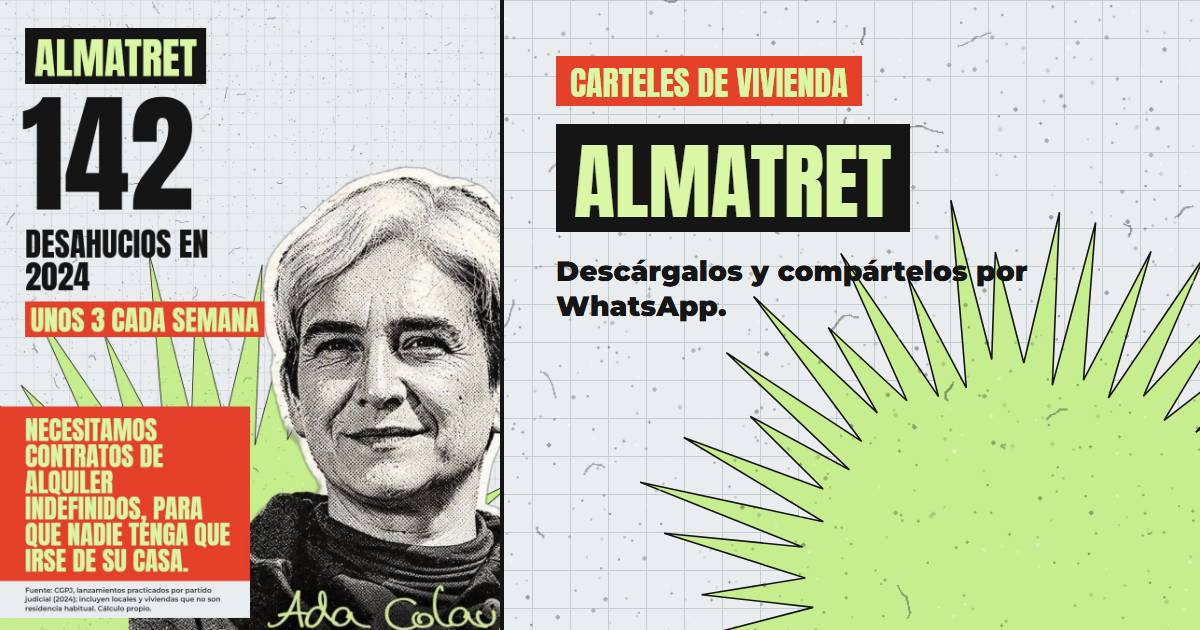 ALMATRET
142
DESAHUCIOS EN
2024
UNOS 3 CADA SEMANA
NECESITAMOS
CONTRATOS DE
ALQUILER
INDEFINIDOS, PARA
QUE NADIE TENGA QUE
IRSE DE SU CASA.
Fuente: CGPJ, lanzamientos practicados por partido
judicial (2024); incluyen locales y viviendas que no son
residencia habitual. Cálculo propio.
Ada Colau
CARTELES DE VIVIENDA
ALMATRET
Descárgalos y compártelos por
WhatsApp.